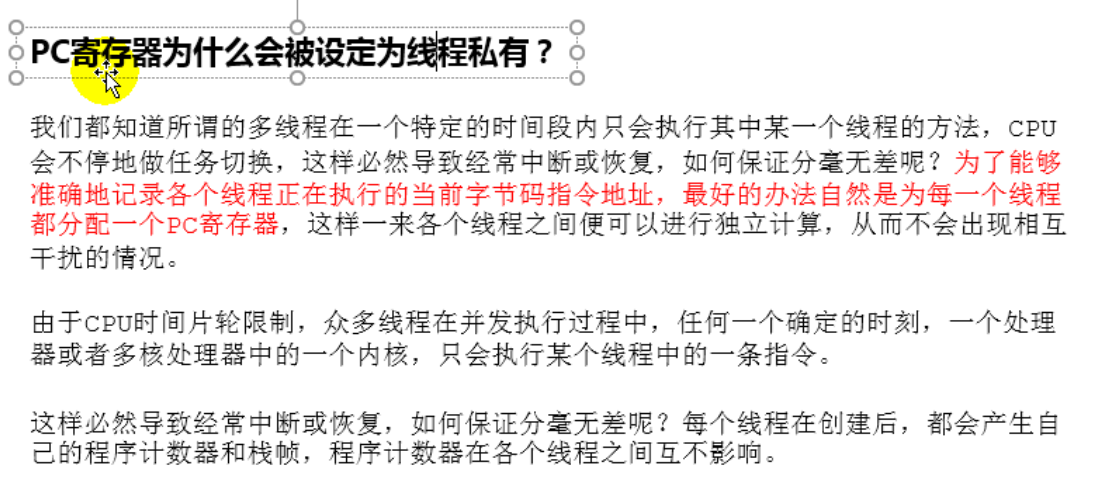 PC寄存器为什么会被设定为线程私有？
我们都知道所谓的多线程在一个特定的时间段内只会执行其中某一个线程的方法，CPU
会不停地做任务切换，这样必然导致经常中断或恢复，如何保证分毫无差呢？为了能够
准确地记录各个线程正在执行的当前字节码指令地址，最好的办法自然是为每一个线程
都分配一个PC寄存器，这样一来各个线程之间便可以进行独立计算，从而不会出现相互
干扰的情况。
由于CPU时间片轮限制，众多线程在并发执行过程中，任何一个确定的时刻，一个处理
器或者多核处理器中的一个内核，只会执行某个线程中的一条指令。
这样必然导致经常中断或恢复，如何保证分毫无差呢？每个线程在创建后，都会产生自
己的程序计数器和栈帧，程序计数器在各个线程之间互不影响。